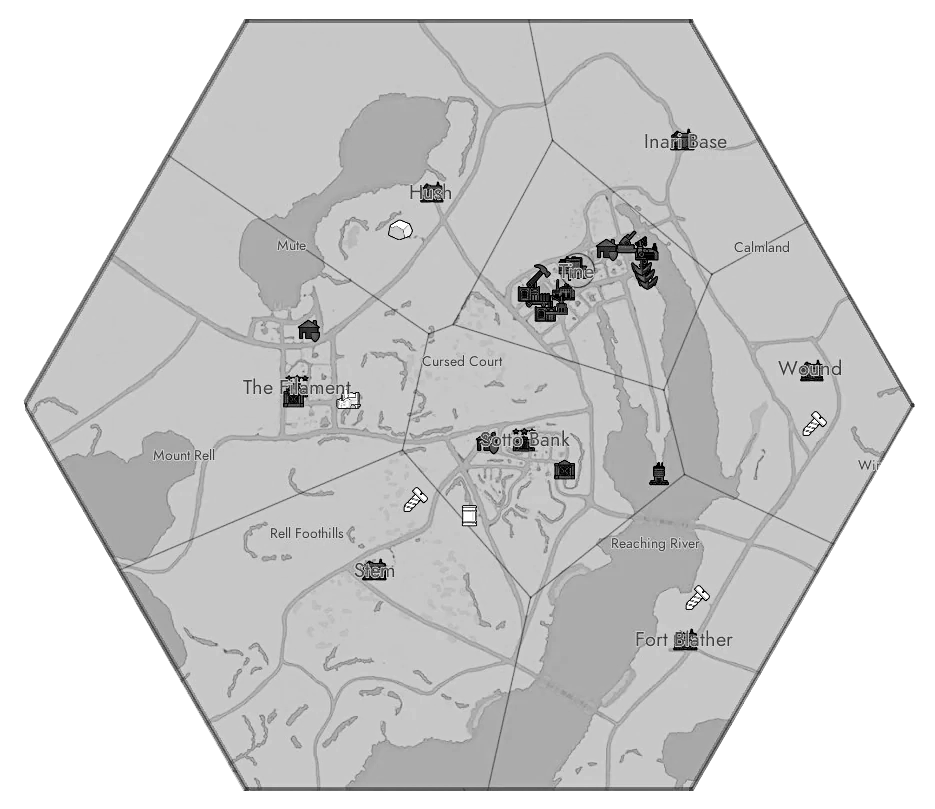 Inari Base
Hush
Mute
Calmland
Tine
Cursed Court
Wound
The Filament
Sotto Bank
Mount Rell
Rell Foothills
Reaching River
Stem
Fort Blather